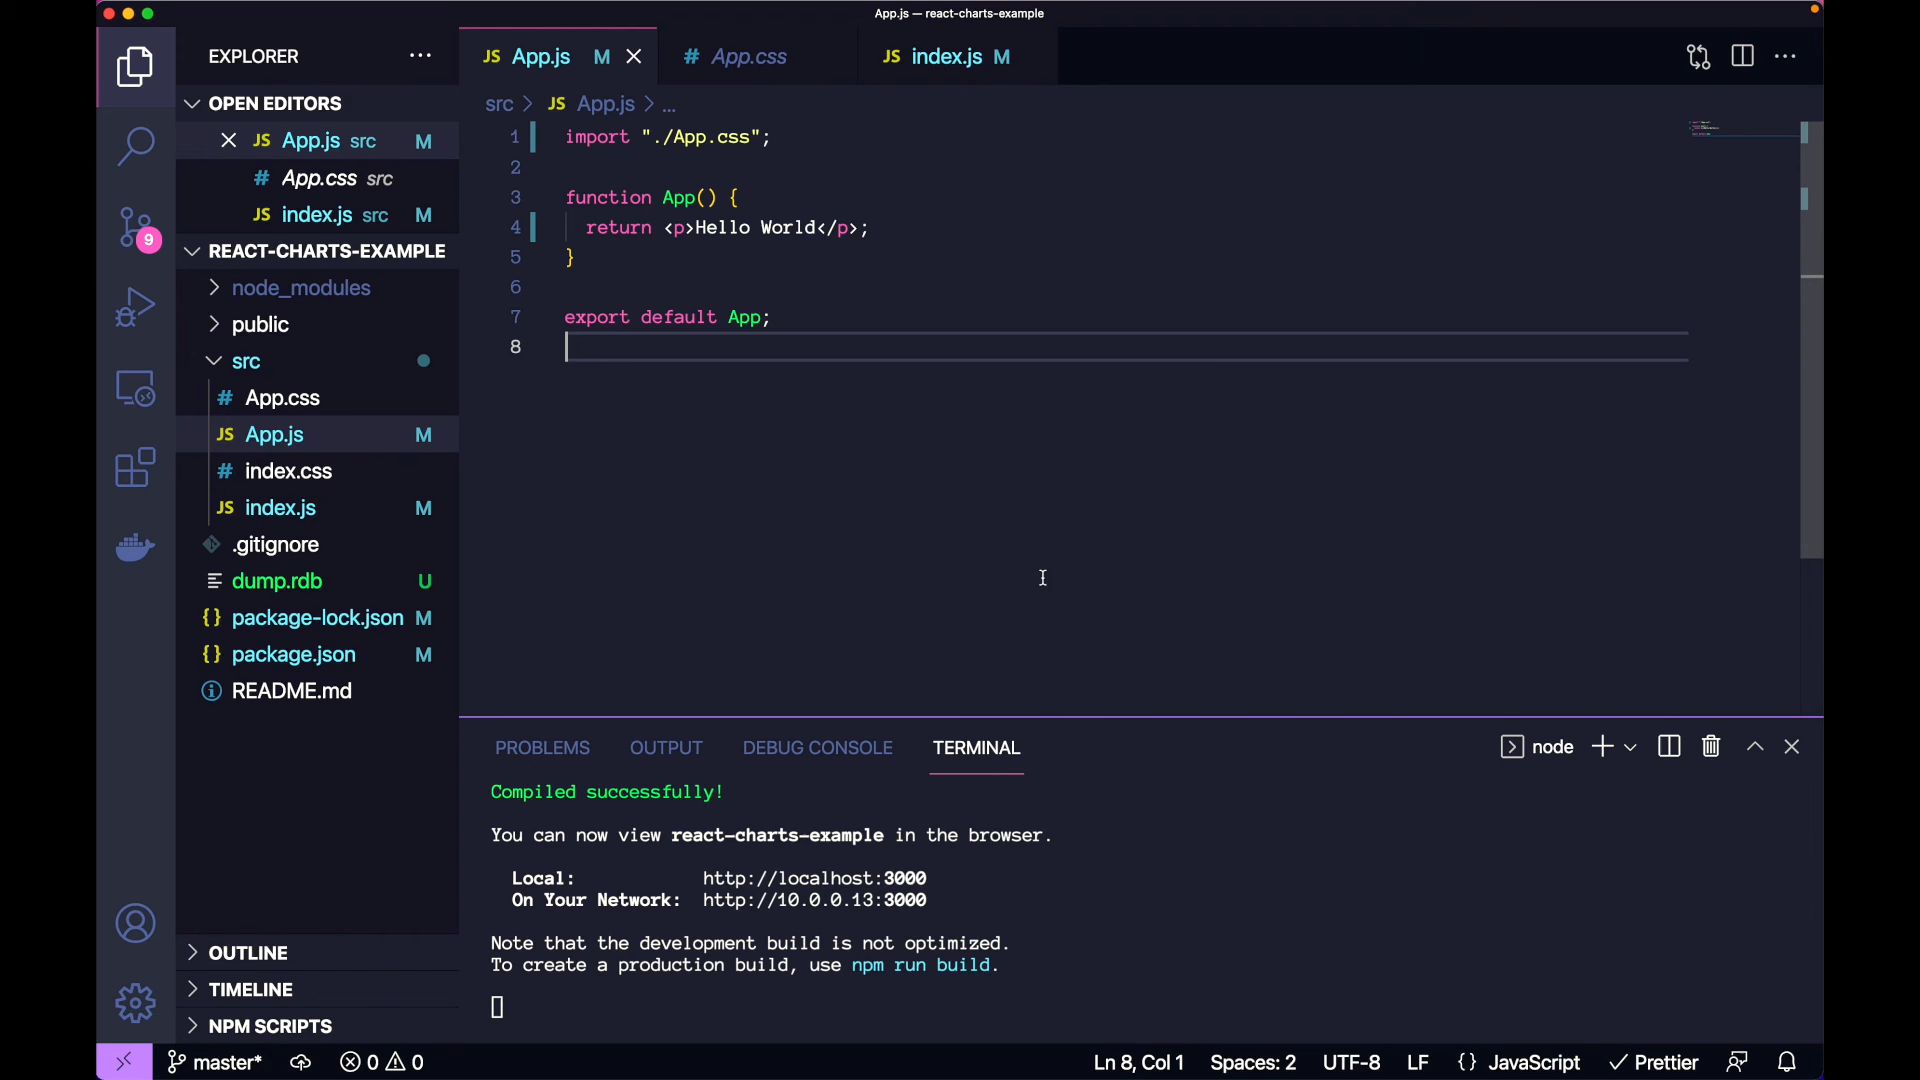 App.js — react-charts-example
EXPLORER
JS App.js M
# App.css
JS index.js M
OPEN EDITORS
JS App.js src M
# App.css src
JS index.js src M
REACT-CHARTS-EXAMPLE
node_modules
public
src
# App.css
JS App.js M
# index.css
JS index.js M
.gitignore
dump.rdb U
{} package-lock.json M
{} package.json M
README.md
OUTLINE
TIMELINE
NPM SCRIPTS
9
src > JS App.js > ...
1 import "./App.css";
2
3 function App() {
4 return <p>Hello World</p>;
5 }
6
7 export default App;
8
PROBLEMS OUTPUT DEBUG CONSOLE TERMINAL
node
Compiled successfully!
You can now view react-charts-example in the browser.
Local: http://localhost:3000
On Your Network: http://10.0.0.13:3000
Note that the development build is not optimized.
To create a production build, use npm run build.
master* 0 0
Ln 8, Col 1 Spaces: 2 UTF-8 LF {} JavaScript Prettier